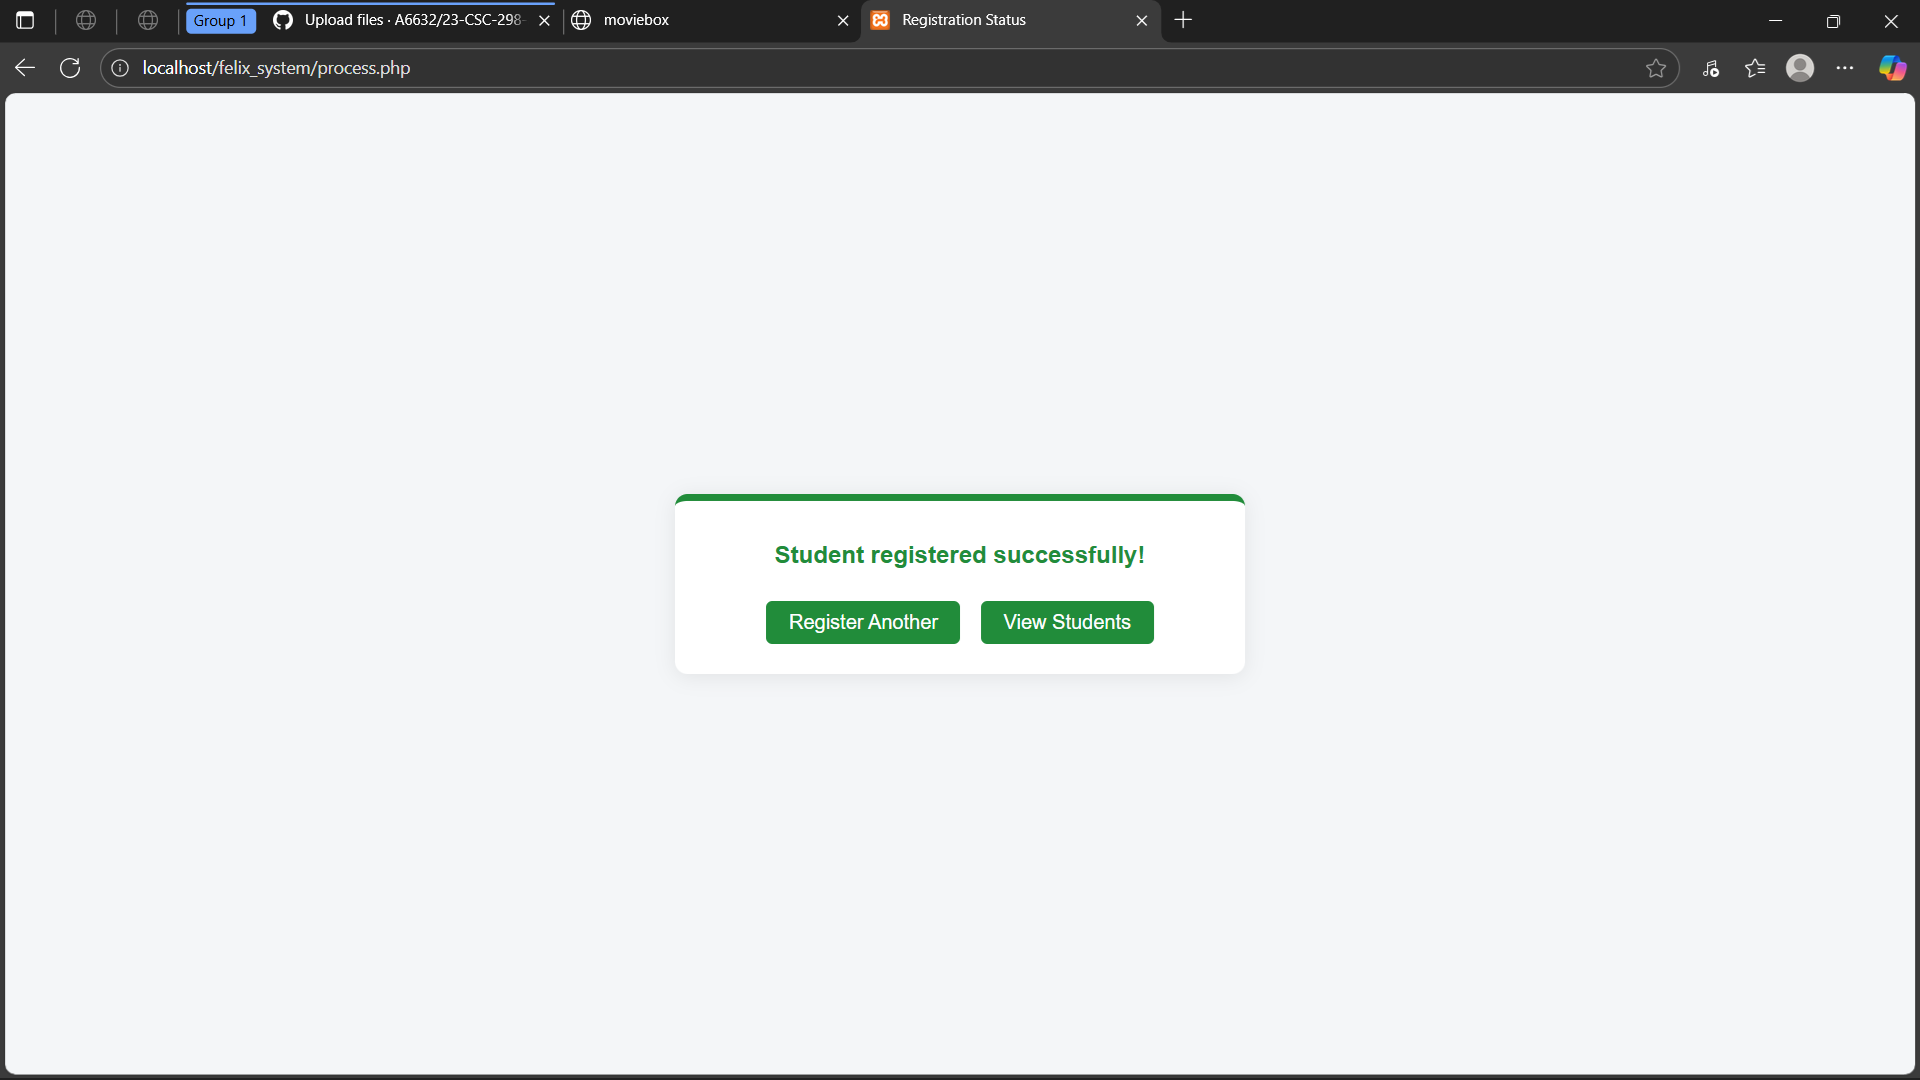 Group 1
Upload files · A6632/23-CSC-298-
moviebox
Registration Status
localhost/felix_system/process.php
Student registered successfully!
Register Another
View Students